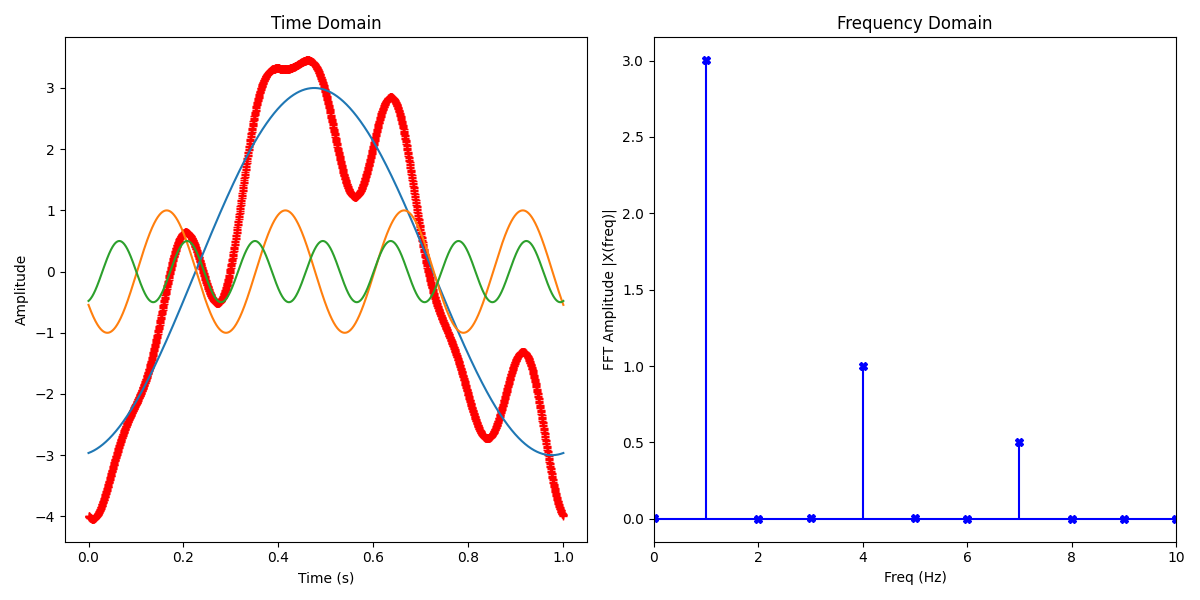 Time Domain
Amplitude
3
2
1
0
−1
−2
−3
−4
0.0 0.2 0.4 0.6 0.8 1.0
Time (s)
Frequency Domain
FFT Amplitude |X(freq)|
3.0
2.5
2.0
1.5
1.0
0.5
0.0
0 2 4 6 8 10
Freq (Hz)